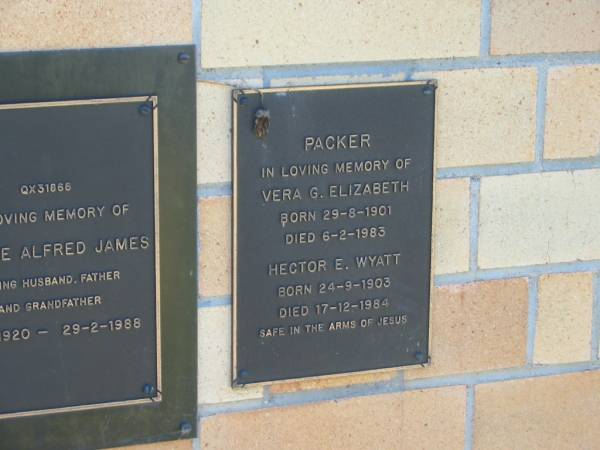 QX31866
OVING MEMORY OF
E ALFRED JAMES
ING HUSBAND, FATHER
AND GRANDFATHER
1920 - 29-2-1988
PACKER
IN LOVING MEMORY OF
VERA G. ELIZABETH
BORN 29-8-1901
DIED 6-2-1983
HECTOR E. WYATT
BORN 24-9-1903
DIED 17-12-1984
SAFE IN THE ARMS OF JESUS